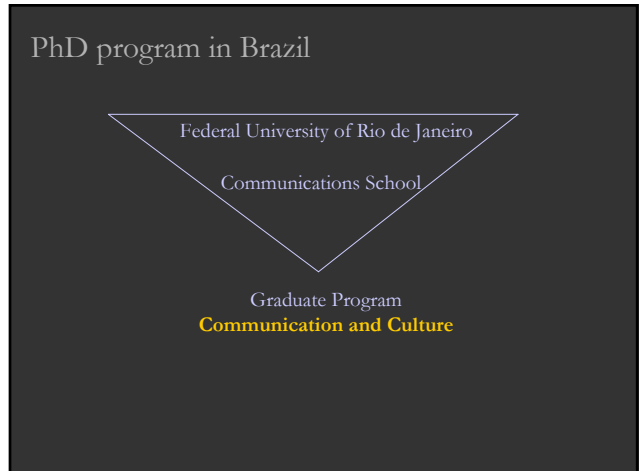 PhD program in Brazil
Federal University of Rio de Janeiro
Communications School
Graduate Program
Communication and Culture